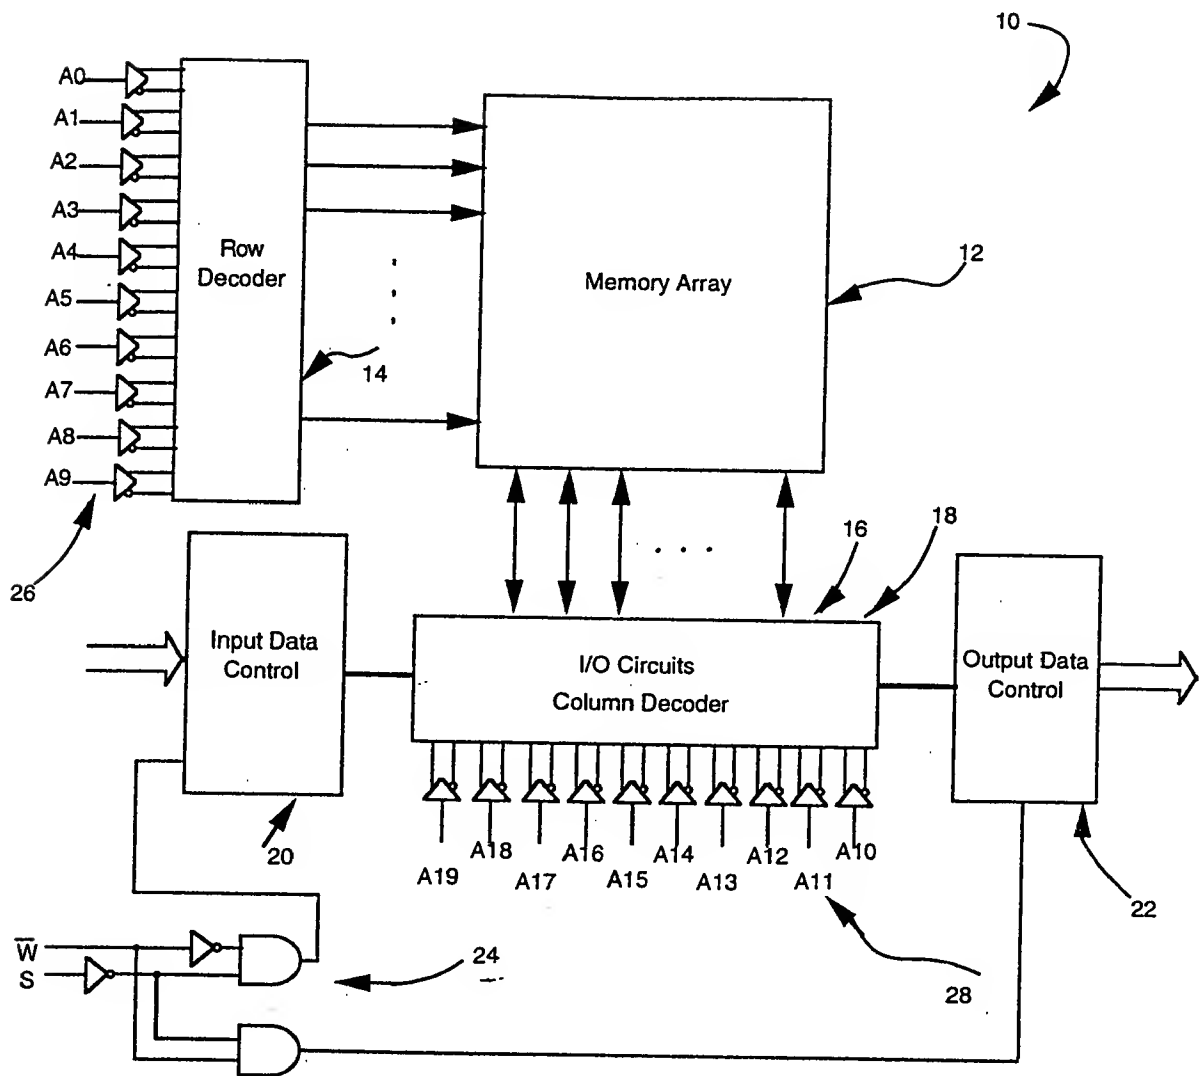 10
A0
A1
A2
A3
A4
A5
A6
A7
A8
A9
Row
Decoder
14
Memory Array
12
26
16
18
Input Data
Control
I/O Circuits
Column Decoder
Output Data
Control
20
A19
A18
A17
A16
A15
A14
A13
A12
A11
A10
22
W̅
S
24
28